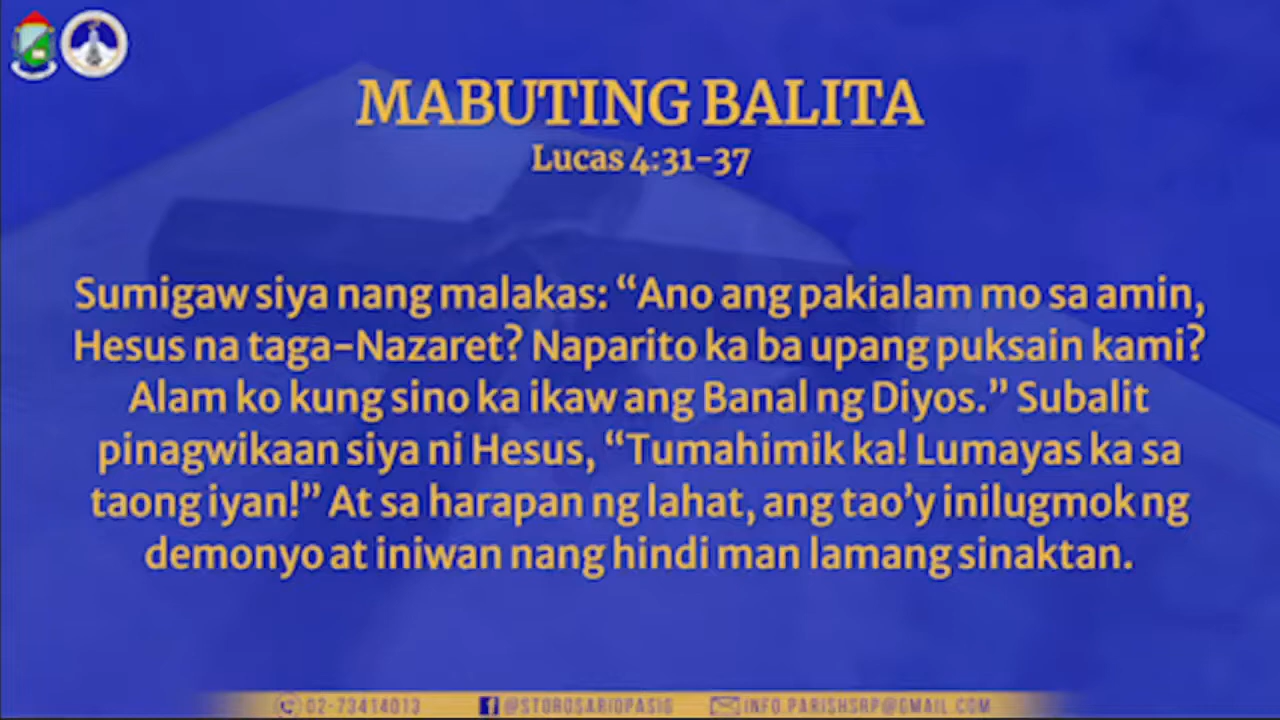 MABUTING BALITA
Lucas 4:31-37
Sumigaw siya nang malakas: “Ano ang pakialam mo sa amin,
Hesus na taga-Nazaret? Naparito ka ba upang puksain kami?
Alam ko kung sino ka ikaw ang Banal ng Diyos.” Subalit
pinagwikaan siya ni Hesus, “Tumahimik ka! Lumayas ka sa
taong iyan!” At sa harapan ng lahat, ang tao’y inilugmok ng
demonyo at iniwan nang hindi man lamang sinaktan.
02-73414013 @STOROSARIOPASIG INFO.PARISHSRP@GMAIL.COM